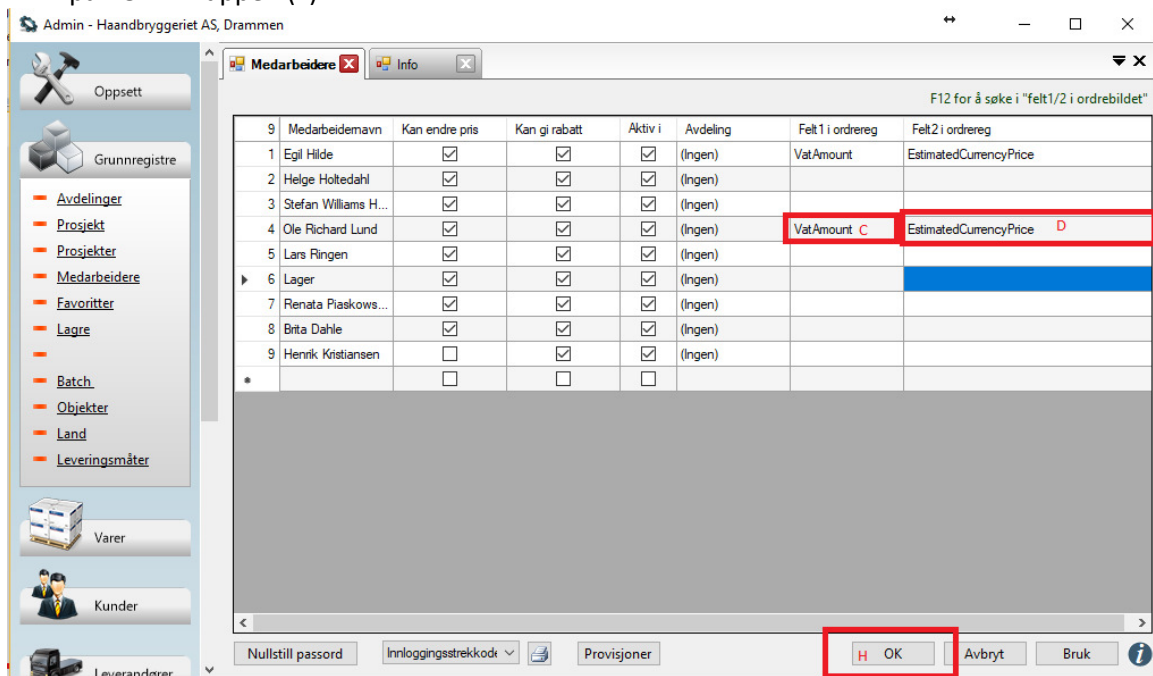 Admin - Haandbryggeriet AS, Drammen
Oppsett
Grunnregistre
Avdelinger
Prosjekt
Prosjekter
Medarbeidere
Favoritter
Lagre
Batch
Objekter
Land
Leveringsmåter
Varer
Kunder
Leverandører
Medarbeidere Info
F12 for å søke i "felt1/2 i ordrebildet"
9 Medarbeidernavn Kan endre pris Kan gi rabatt Aktiv i Avdeling Felt1 i ordrereg Felt2 i ordrereg
1 Egil Hilde (Ingen) VatAmount EstimatedCurrencyPrice
2 Helge Holtedahl (Ingen)
3 Stefan Williams H... (Ingen)
4 Ole Richard Lund (Ingen) VatAmount C EstimatedCurrencyPrice D
5 Lars Ringen (Ingen)
6 Lager (Ingen)
7 Renata Piaskows... (Ingen)
8 Brita Dahle (Ingen)
9 Henrik Kristiansen (Ingen)
Nullstill passord Innloggingsstrekkode Provisjoner H OK Avbryt Bruk